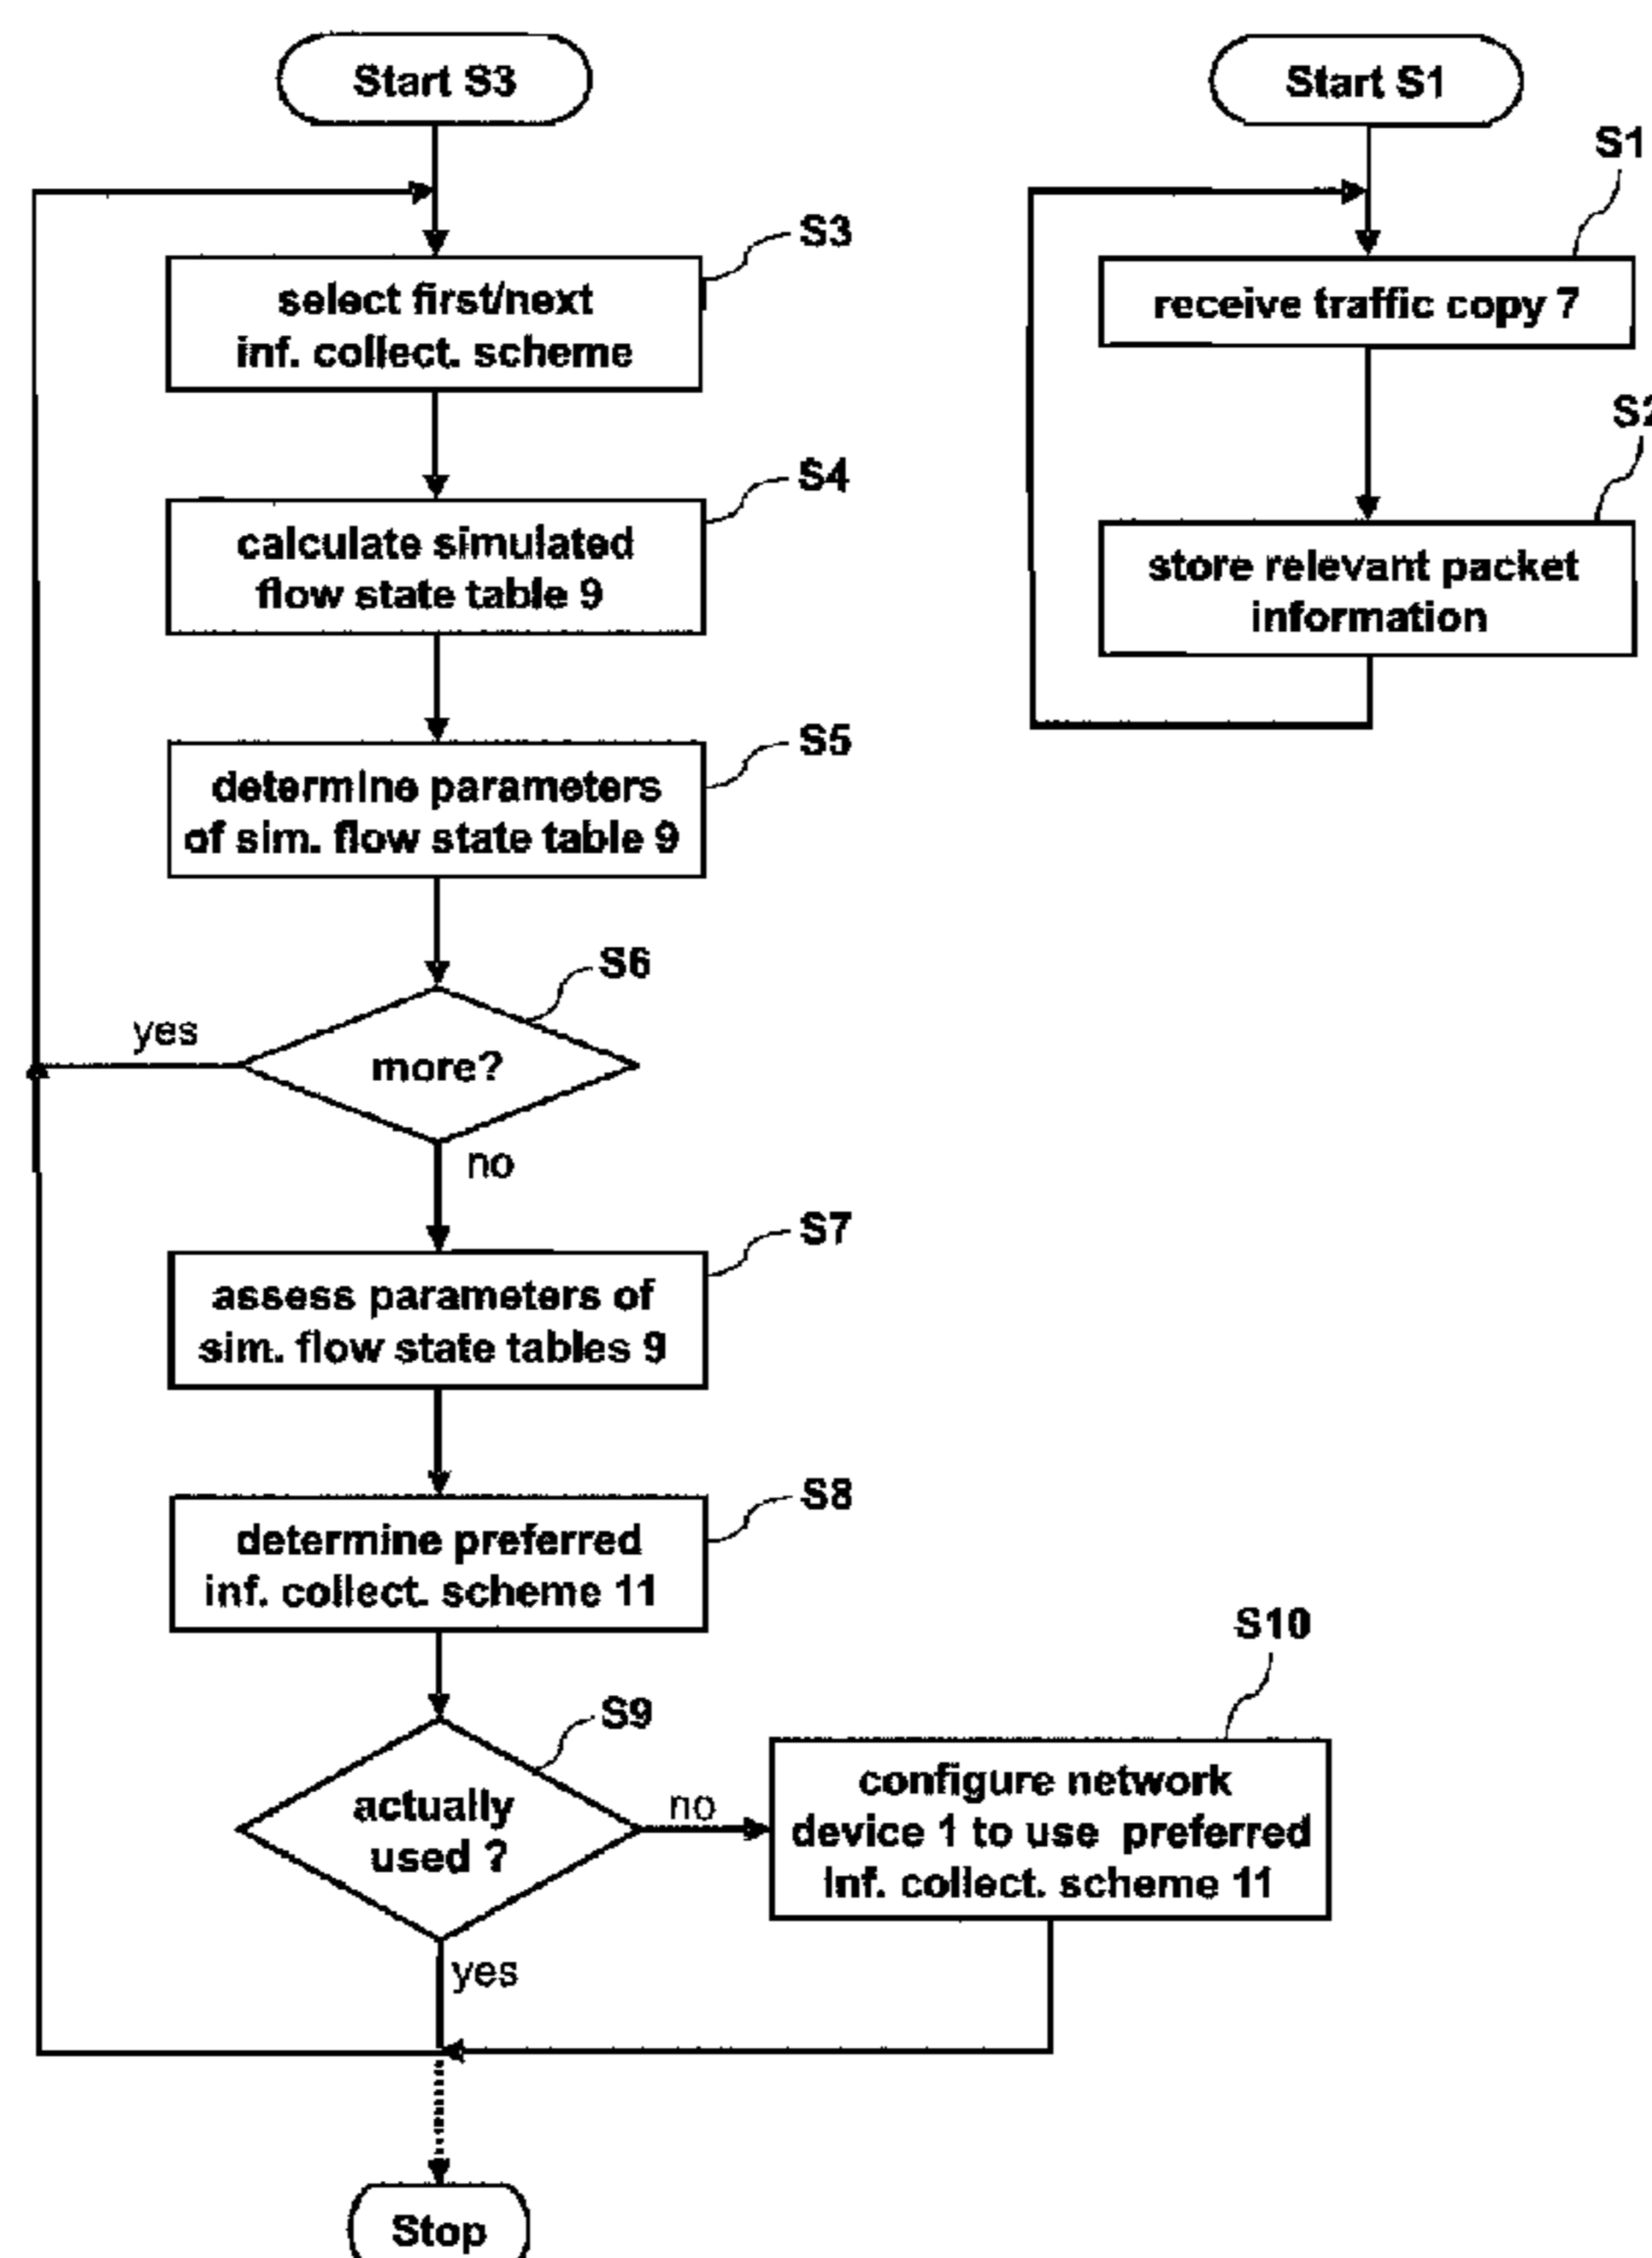 Start S3
S3
select first/next
inf. collect. scheme
S4
calculate simulated
flow state table 9
S5
determine parameters
of sim. flow state table 9
S6
more?
yes
no
S7
assess parameters of
sim. flow state tables 9
S8
determine preferred
inf. collect. scheme 11
S9
actually
used ?
no
yes
S10
configure network
device 1 to use preferred
Inf. collect. scheme 11
Stop
Start S1
S1
receive traffic copy 7
S2
store relevant packet
information